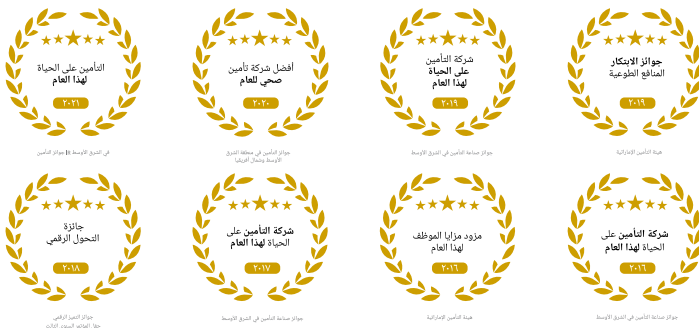 جوائز الابتكار
المنافع الطوعية
٢٠١٩
هيئة التأمين الإماراتية
شركة التأمين
على الحياة
لهذا العام
٢٠١٩
جوائز صناعة التأمين في الشرق الأوسط
أفضل شركة تأمين
صحي للعام
٢٠٢٠
جوائز التأمين في منطقة الشرق
الأوسط وشمال أفريقيا
التأمين على الحياة
لهذا العام
٢٠٢١
في الشرق الأوسط جوائز التأمين
شركة التأمين على
الحياة لهذا العام
٢٠١٦
جوائز صناعة التأمين في الشرق الأوسط
مزود مزايا الموظف
لهذا العام
٢٠١٦
هيئة التأمين الإماراتية
شركة التأمين على
الحياة لهذا العام
٢٠١٧
جوائز صناعة التأمين في الشرق الأوسط
جائزة
التحول الرقمي
٢٠١٨
جوائز التميز الرقمي